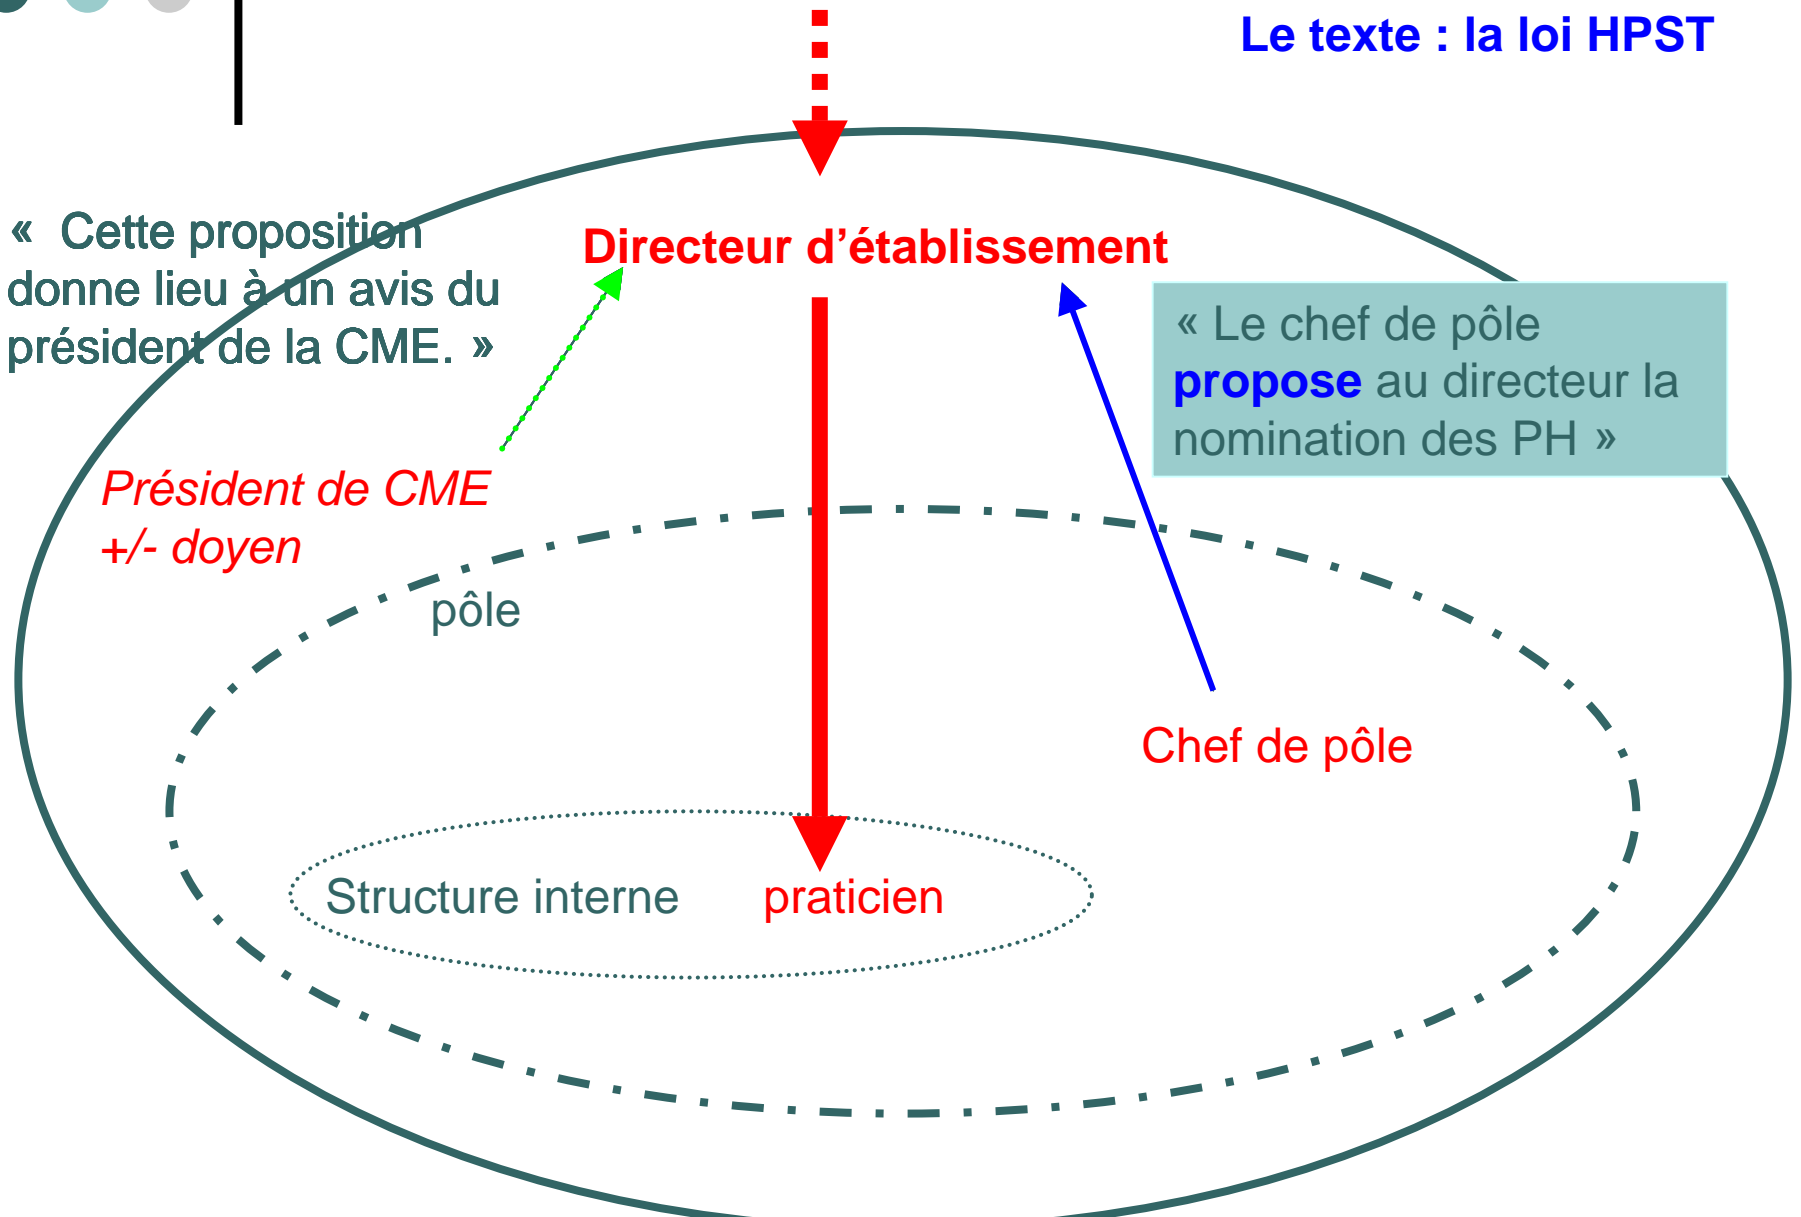 Le texte : la loi HPST
« Cette proposition
donne lieu à un avis du
président de la CME. »
Directeur d’établissement
« Le chef de pôle
propose au directeur la
nomination des PH »
Président de CME
+/- doyen
pôle
Chef de pôle
Structure interne praticien